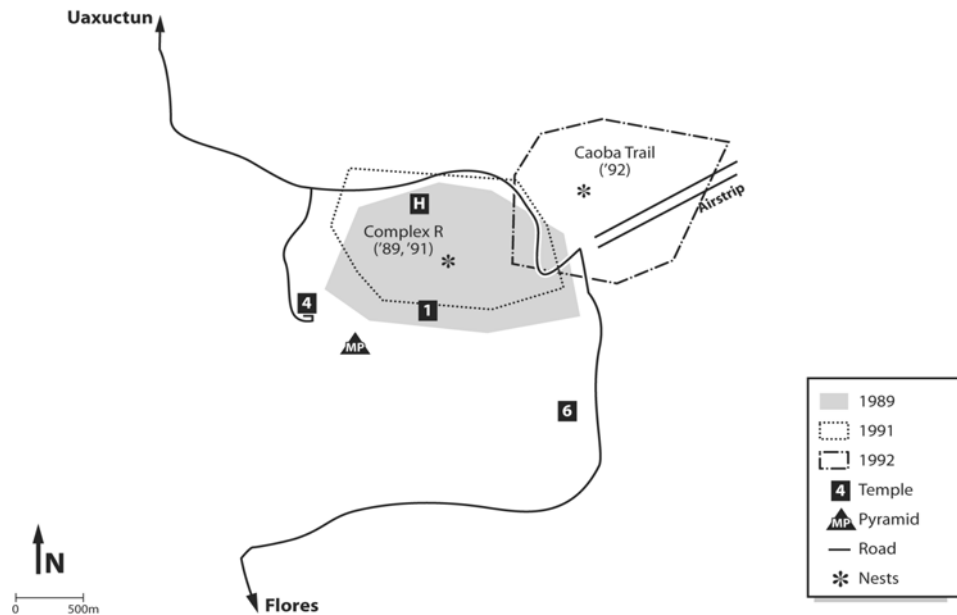 Uaxuctun
Caoba Trail
('92)
Airstrip
H
Complex R
('89, '91)
4
1
MP
6
1989
1991
1992
4 Temple
MP Pyramid
Road
Nests
N
0 500m
Flores